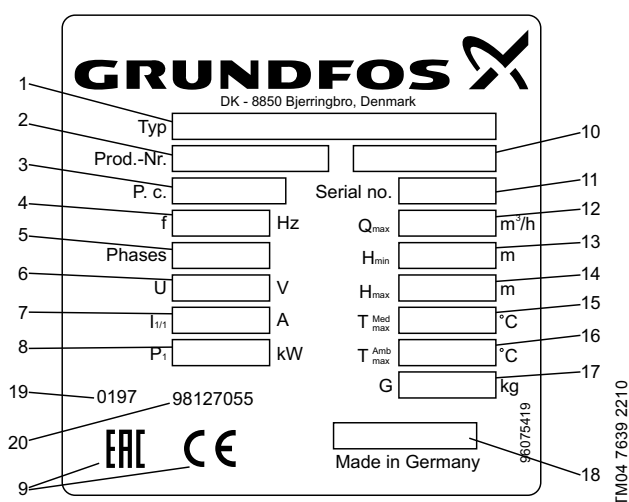 GRUNDFOS
DK - 8850 Bjerringbro, Denmark
1
Typ
2
Prod.-Nr.
10
3
P. c.
Serial no.
11
4
f
Hz
Qmax
m³/h
12
5
Phases
Hmin
m
13
6
U
V
Hmax
m
14
7
I1/1
A
T Med max
°C
15
8
P1
kW
T Amb max
°C
16
G
kg
17
19
0197
98127055
20
EAC
CE
9
Made in Germany
18
96075419
TM04 7639 2210